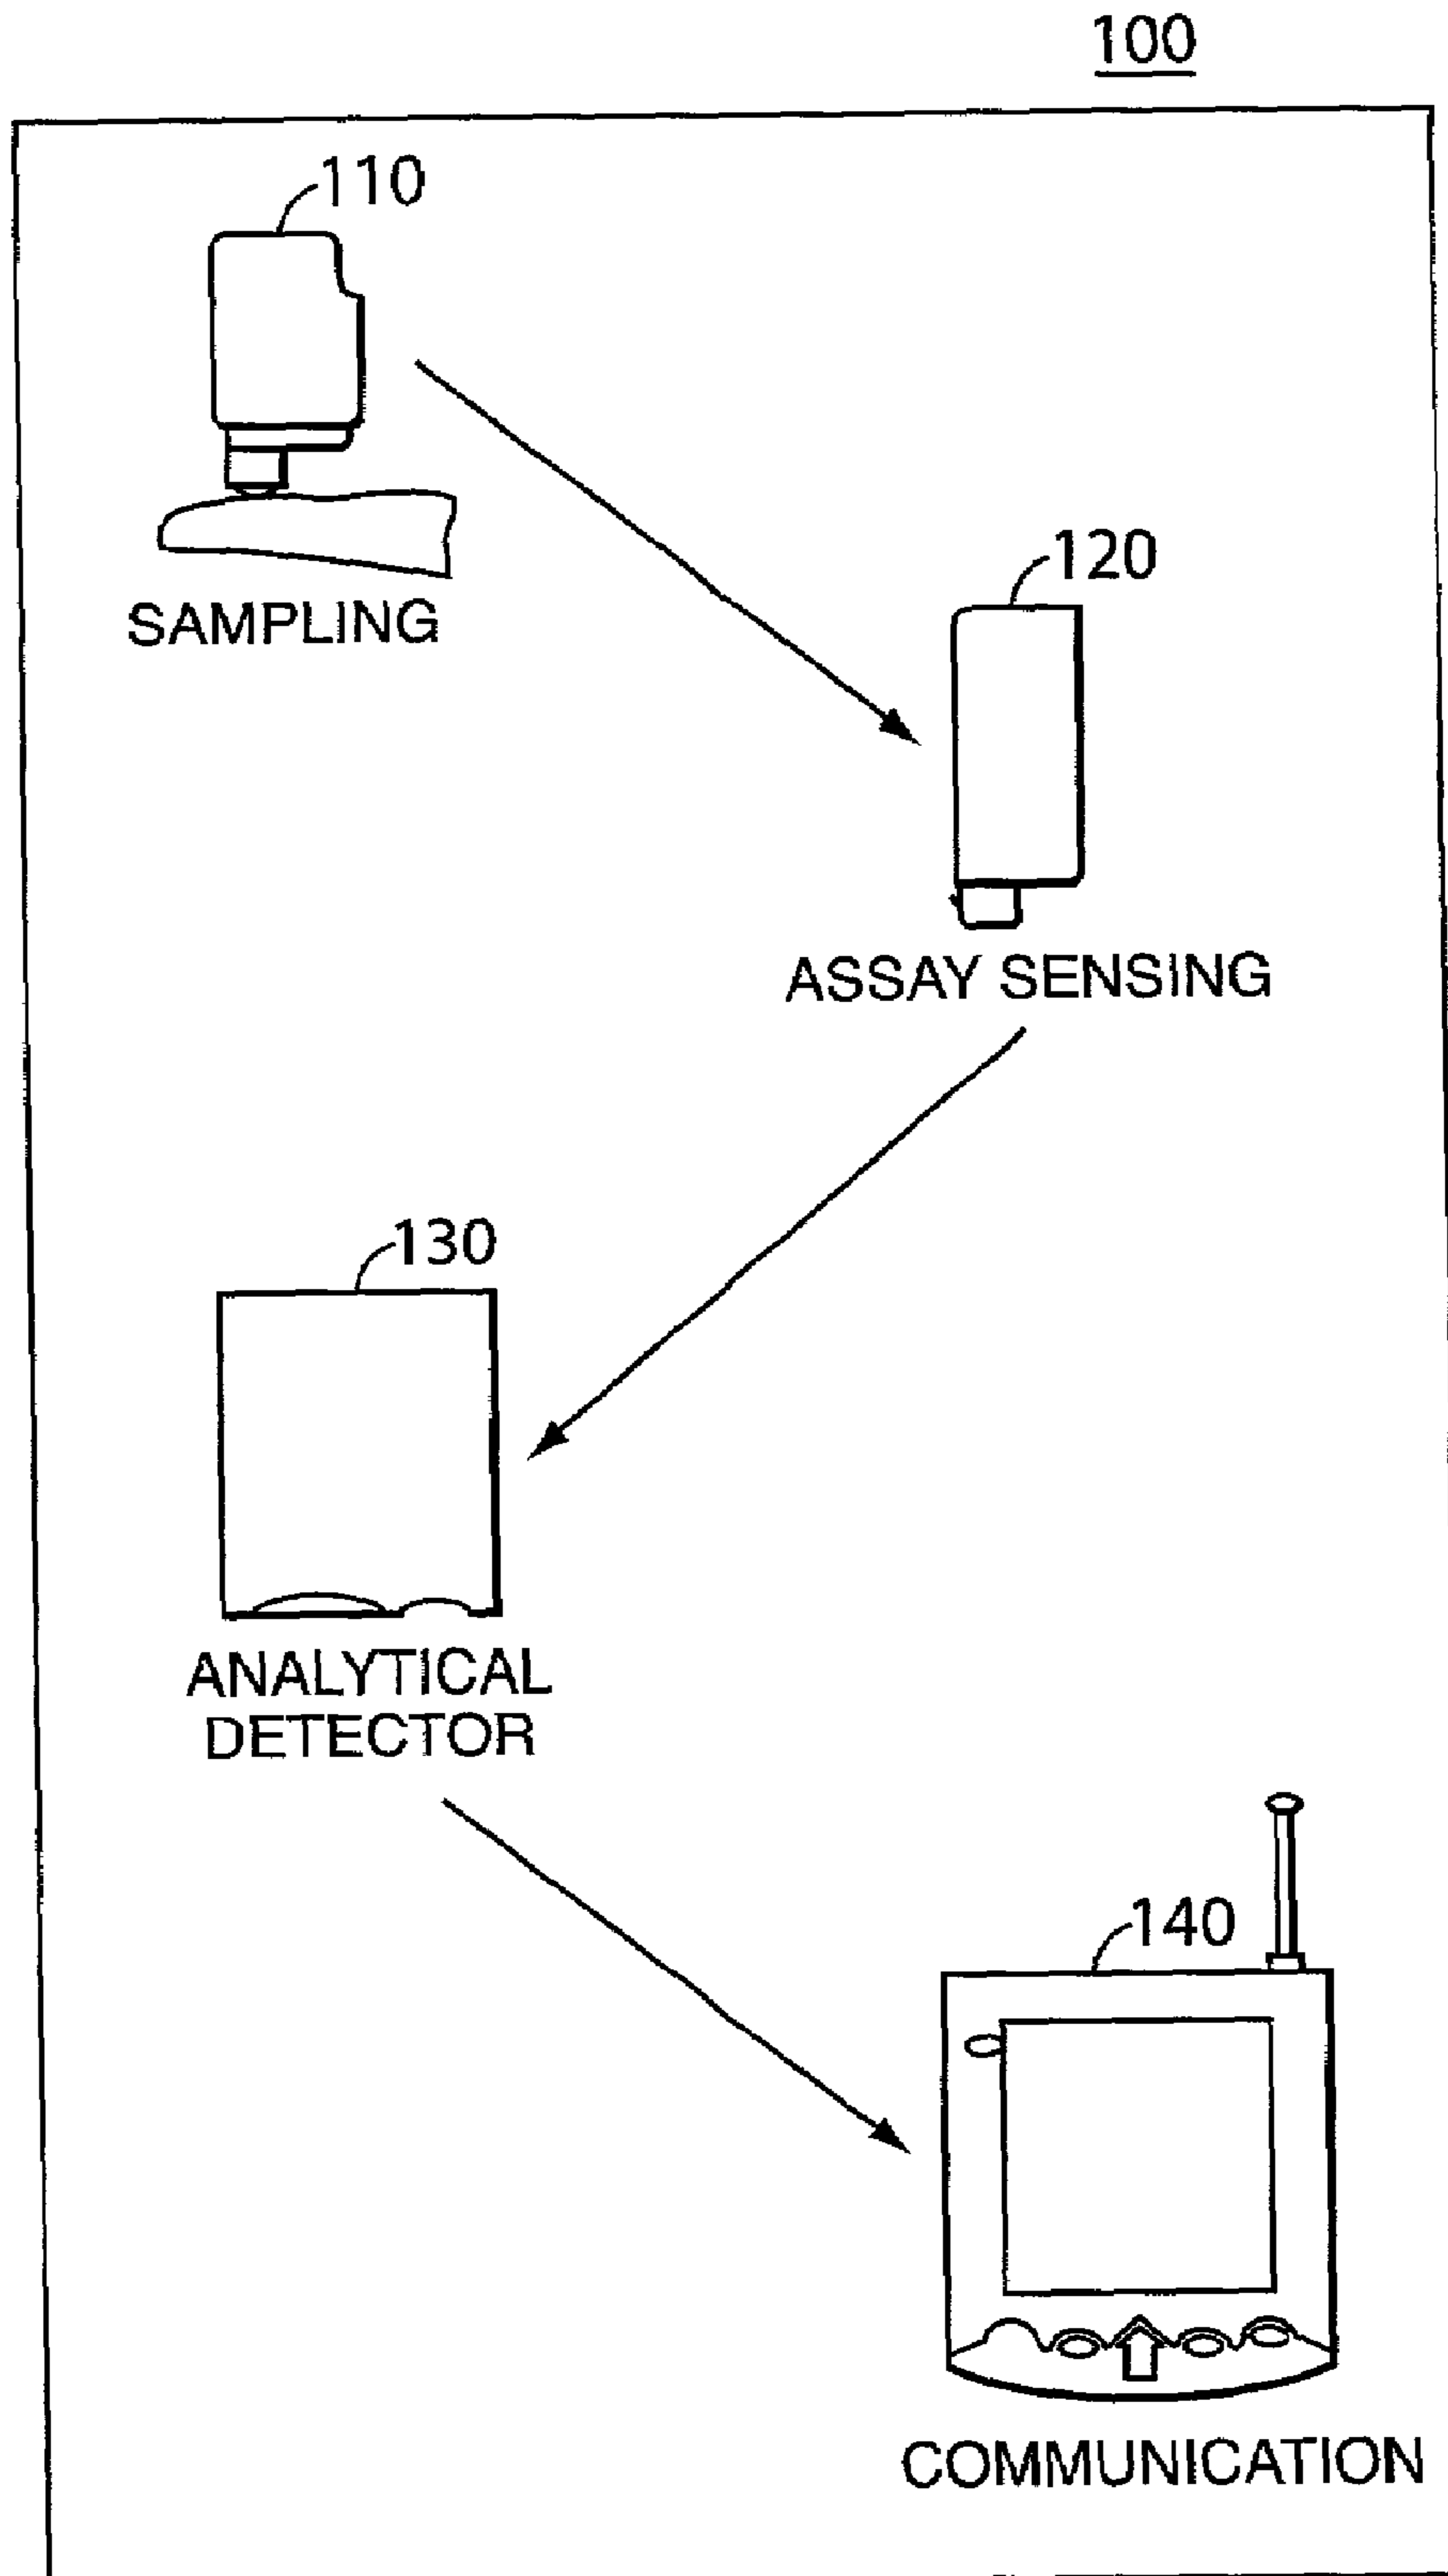 100
110
SAMPLING
120
ASSAY SENSING
130
ANALYTICAL
DETECTOR
140
COMMUNICATION